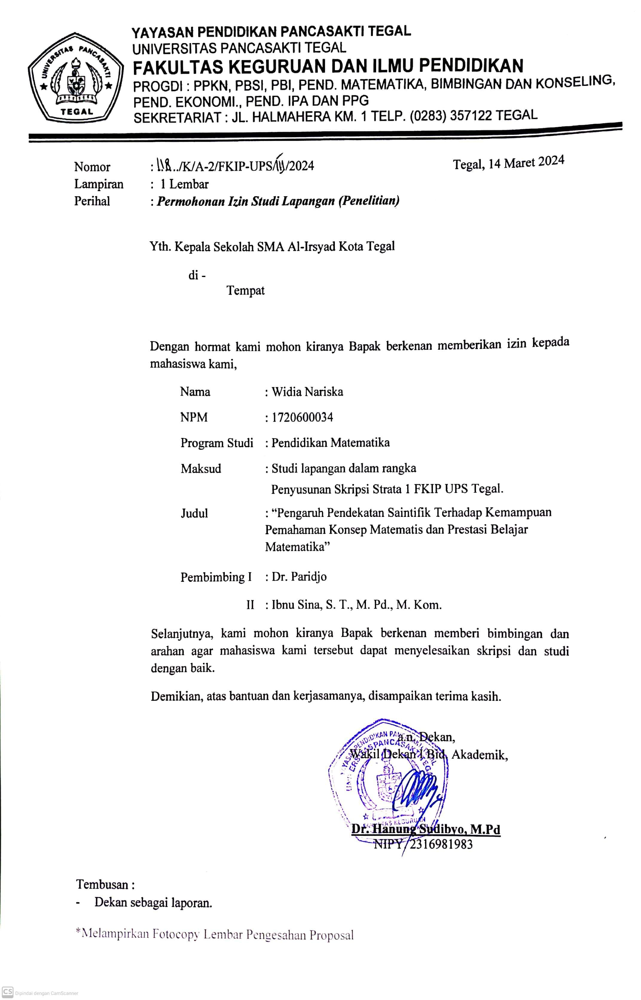 UNIVERSITAS PANCASAKTI
TEGAL
YAYASAN PENDIDIKAN PANCASAKTI TEGAL
UNIVERSITAS PANCASAKTI TEGAL
FAKULTAS KEGURUAN DAN ILMU PENDIDIKAN
PROGDI : PPKN, PBSI, PBI, PEND. MATEMATIKA, BIMBINGAN DAN KONSELING,
PEND. EKONOMI., PEND. IPA DAN PPG
SEKRETARIAT : JL. HALMAHERA KM. 1 TELP. (0283) 357122 TEGAL
Nomor : 118../K/A-2/FKIP-UPS/III/2024 Tegal, 14 Maret 2024
Lampiran : 1 Lembar
Perihal : Permohonan Izin Studi Lapangan (Penelitian)
Yth. Kepala Sekolah SMA Al-Irsyad Kota Tegal
di -
Tempat
Dengan hormat kami mohon kiranya Bapak berkenan memberikan izin kepada
mahasiswa kami,
Nama : Widia Nariska
NPM : 1720600034
Program Studi : Pendidikan Matematika
Maksud : Studi lapangan dalam rangka
Penyusunan Skripsi Strata 1 FKIP UPS Tegal.
Judul : “Pengaruh Pendekatan Saintifik Terhadap Kemampuan
Pemahaman Konsep Matematis dan Prestasi Belajar
Matematika”
Pembimbing I : Dr. Paridjo
II : Ibnu Sina, S. T., M. Pd., M. Kom.
Selanjutnya, kami mohon kiranya Bapak berkenan memberi bimbingan dan
arahan agar mahasiswa kami tersebut dapat menyelesaikan skripsi dan studi
dengan baik.
Demikian, atas bantuan dan kerjasamanya, disampaikan terima kasih.
a.n. Dekan,
Wakil Dekan I Bid. Akademik,
Dr. Hanung Sudibyo, M.Pd
NIPY. 2316981983
Tembusan :
- Dekan sebagai laporan.
*Melampirkan Fotocopy Lembar Pengesahan Proposal
CS Dipindai dengan CamScanner